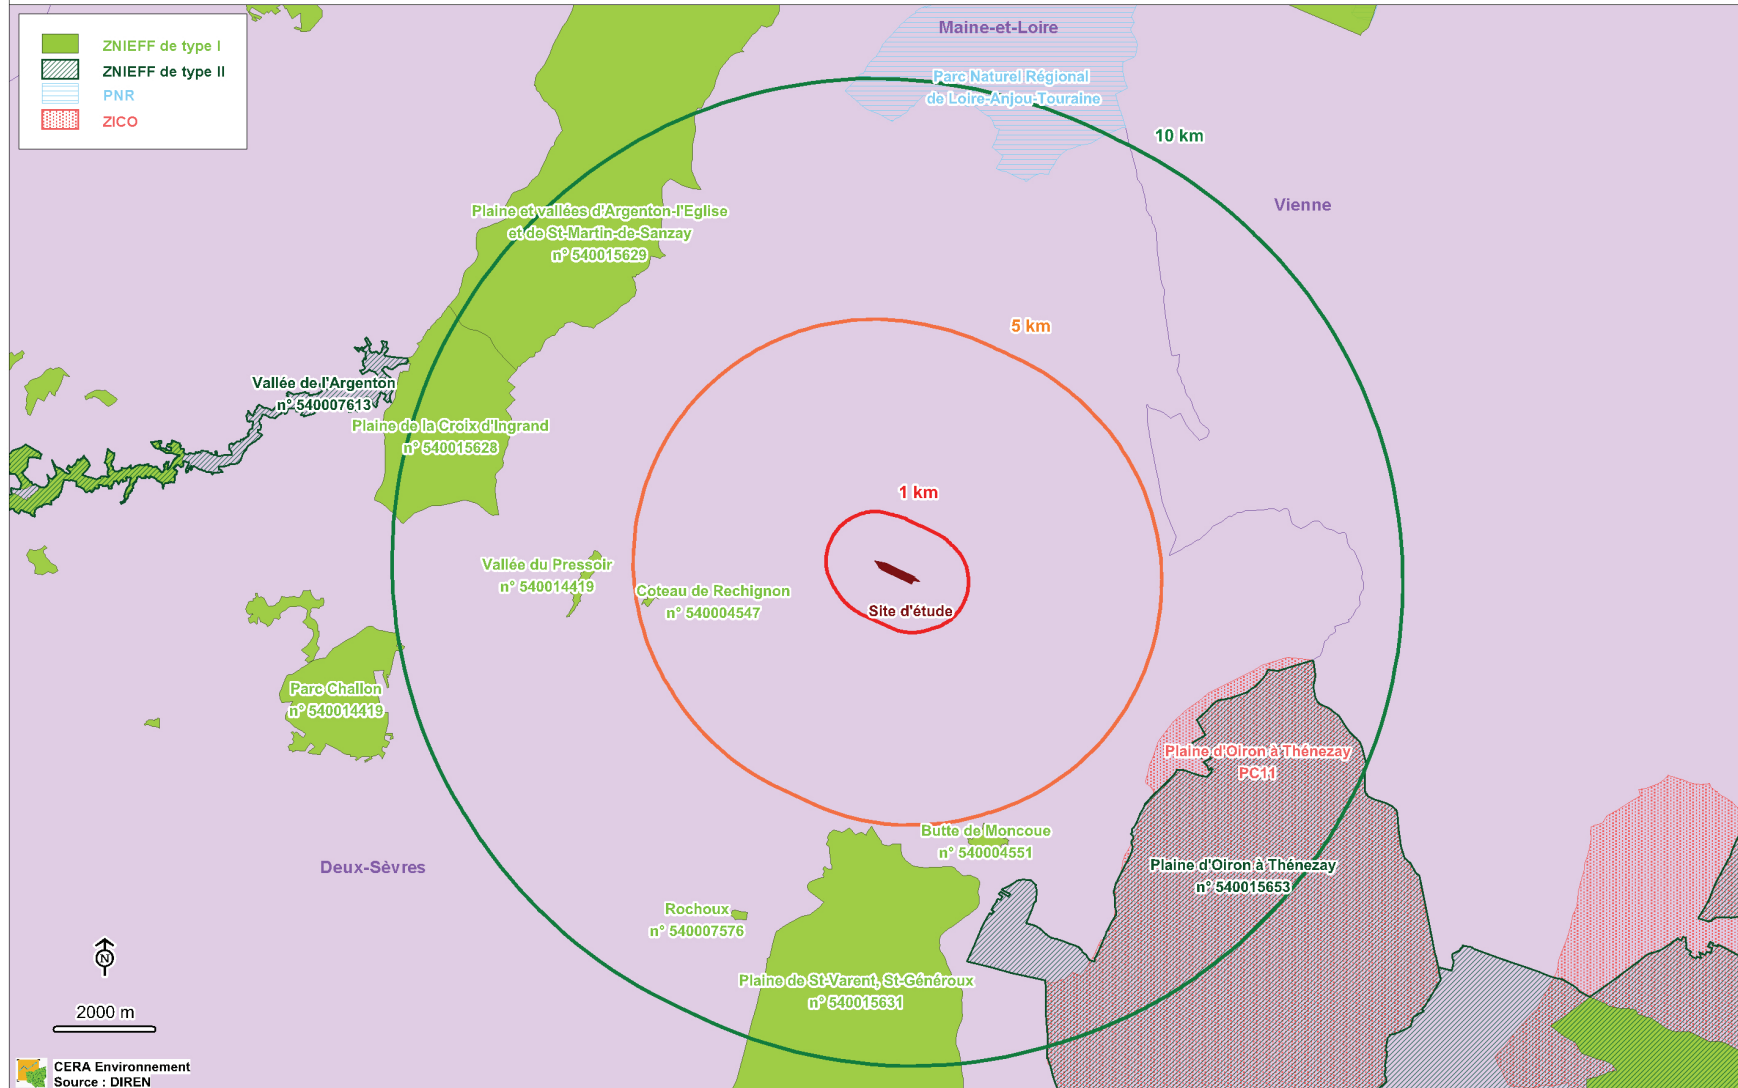 ZNIEFF de type I
ZNIEFF de type II
PNR
ZICO
Maine-et-Loire
Parc Naturel Régional
de Loire-Anjou-Touraine
10 km
Vienne
Plaine et vallées d'Argenton-l'Eglise
et de St-Martin-de-Sanzay
n° 540015629
5 km
Vallée de l'Argenton
n° 540007613
Plaine de la Croix d'Ingrand
n° 540015628
1 km
Vallée du Pressoir
n° 540014419
Coteau de Rechignon
n° 540004547
Site d'étude
Parc Challon
n° 540014419
Plaine d'Oiron à Thénezay
PC11
Butte de Moncoue
n° 540004551
Plaine d'Oiron à Thénezay
n° 540015653
Deux-Sèvres
Rochoux
n° 540007576
Plaine de St-Varent, St-Généroux
n° 540015631
N
2000 m
CERA Environnement
Source : DIREN